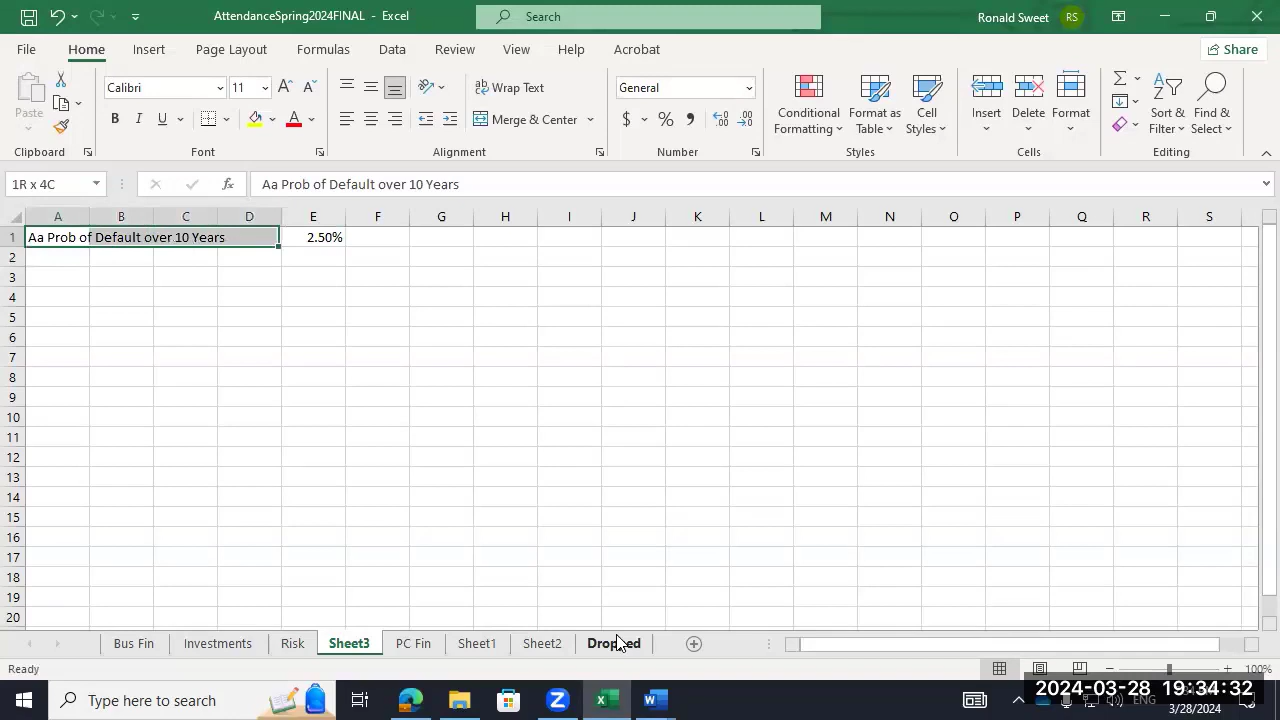 AttendanceSpring2024FINAL - Excel
Search
Ronald Sweet
RS
File Home Insert Page Layout Formulas Data Review View Help Acrobat
Share
Paste
Calibri 11
Wrap Text
General
B I U A
Merge & Center
$ % 9
Conditional Formatting
Format as Table
Cell Styles
Insert
Delete
Format
Sort & Filter
Find & Select
Clipboard Font Alignment Number Styles Cells Editing
1R x 4C
fx
Aa Prob of Default over 10 Years
A B C D E F G H I J K L M N O P Q R S
1 Aa Prob of Default over 10 Years 2.50%
2
3
4
5
6
7
8
9
10
11
12
13
14
15
16
17
18
19
20
Bus Fin Investments Risk Sheet3 PC Fin Sheet1 Sheet2 Dropped
Ready
100%
Type here to search
ENG
2024-03-28 19:34:32
3/28/2024